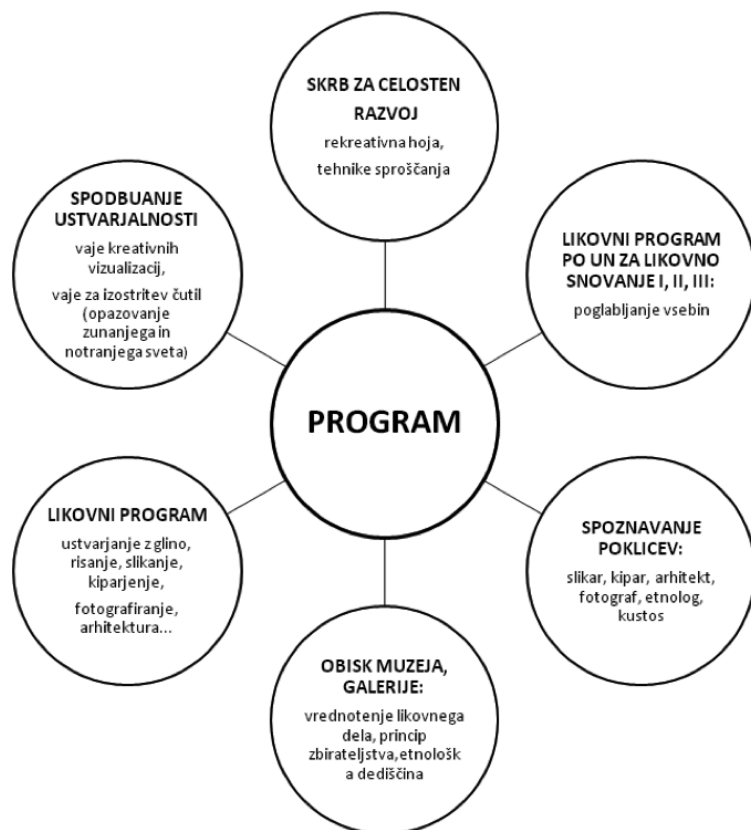 SKRB ZA CELOSTEN
RAZVOJ
rekreativna hoja,
tehnike sproščanja
SPODBUANJE
USTVARJALNOSTI
vaje kreativnih
vizualizacij,
vaje za izostritev čutil
(opazovanje
zunanjega in
notranjega sveta)
LIKOVNI PROGRAM
PO UN ZA LIKOVNO
SNOVANJE I, II, III:
poglabljanje vsebin
PROGRAM
LIKOVNI PROGRAM
ustvarjanje z glino,
risanje, slikanje,
kiparjenje,
fotografiranje,
arhitektura...
SPOZNAVANJE
POKLICEV:
slikar, kipar, arhitekt,
fotograf, etnolog,
kustos
OBISK MUZEJA,
GALERIJE:
vrednotenje likovnega
dela, princip
zbirateljstva,etnološk
a dediščina